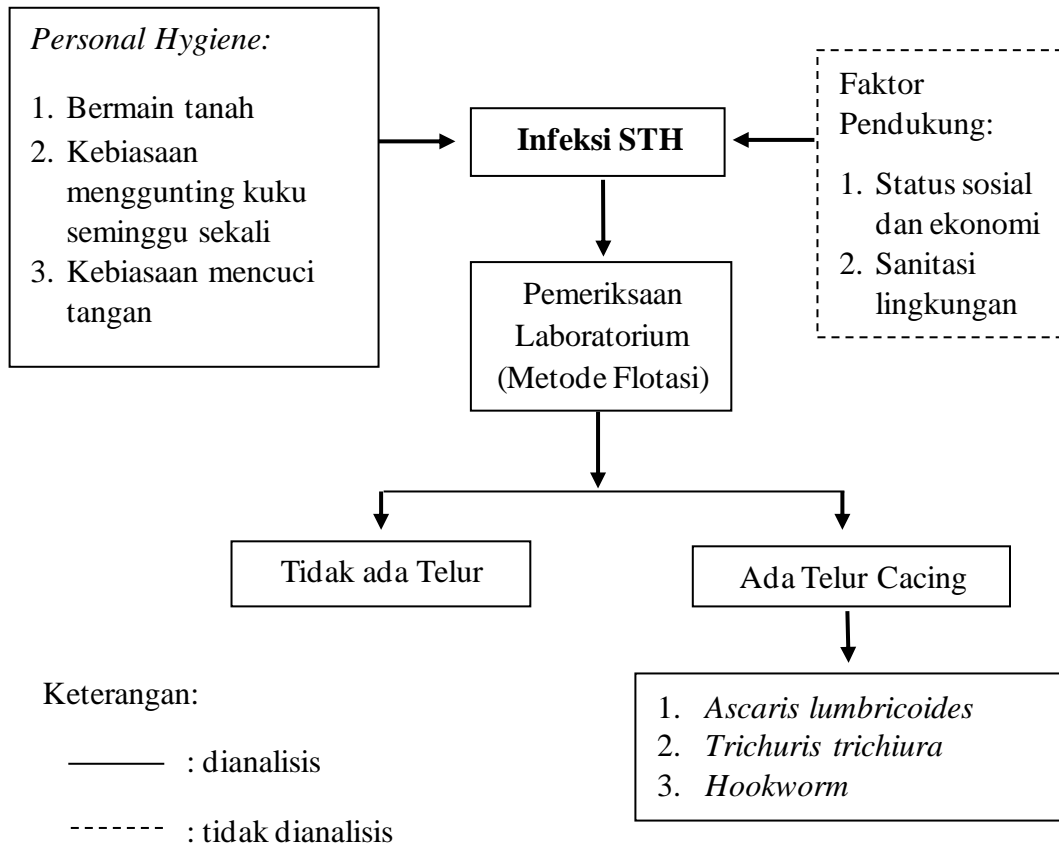 Personal Hygiene:
1. Bermain tanah
2. Kebiasaan
menggunting kuku
seminggu sekali
3. Kebiasaan mencuci
tangan
Infeksi STH
Faktor
Pendukung:
1. Status sosial
dan ekonomi
2. Sanitasi
lingkungan
Pemeriksaan
Laboratorium
(Metode Flotasi)
Tidak ada Telur
Ada Telur Cacing
1. Ascaris lumbricoides
2. Trichuris trichiura
3. Hookworm
Keterangan:
: dianalisis
: tidak dianalisis